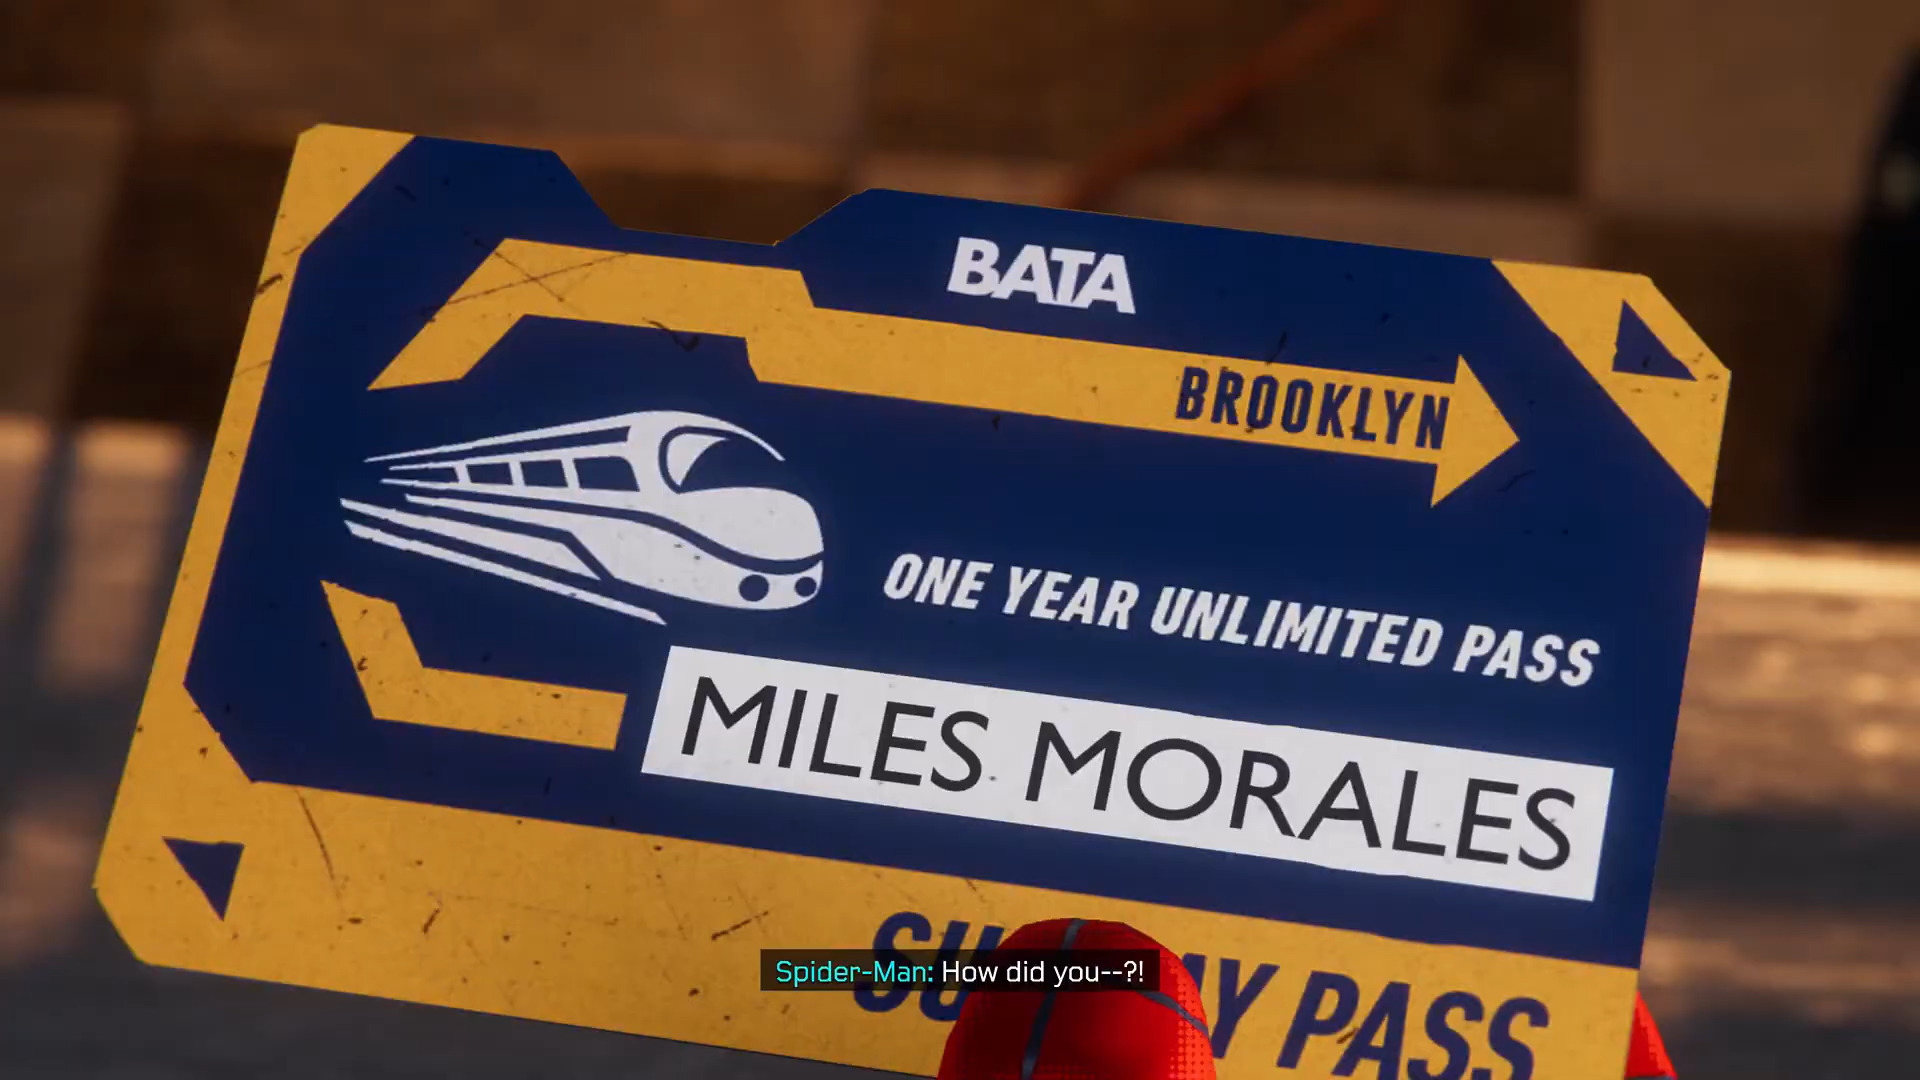 BATA
BROOKLYN
ONE YEAR UNLIMITED PASS
MILES MORALES
PASS
Spider-Man: How did you--?!